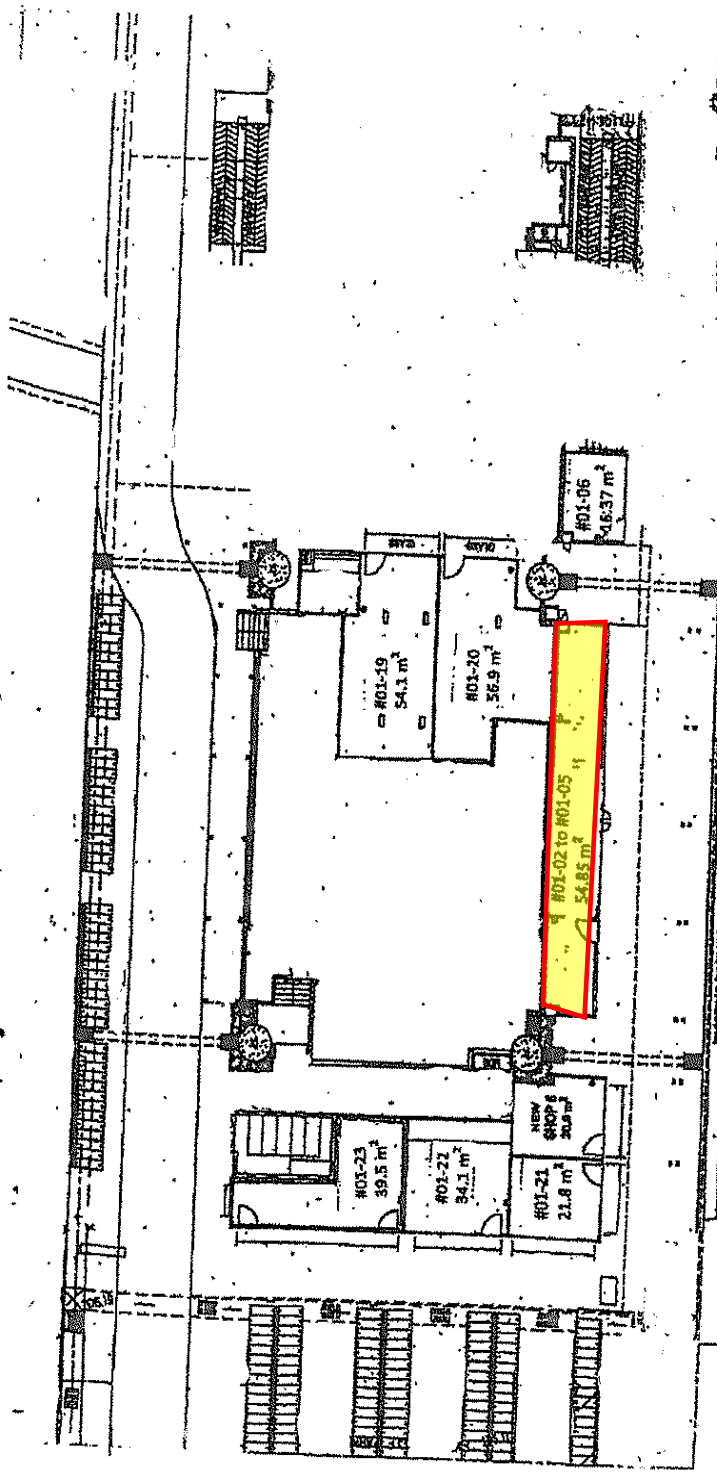 #01-06
16.37 m²
#01-19
54.1 m²
#01-20
56.9 m²
#01-02 to #01-05
54.85 m²
#01-23
39.5 m²
#01-22
34.1 m²
NEW
SHOP 6
#01-21
21.8 m²